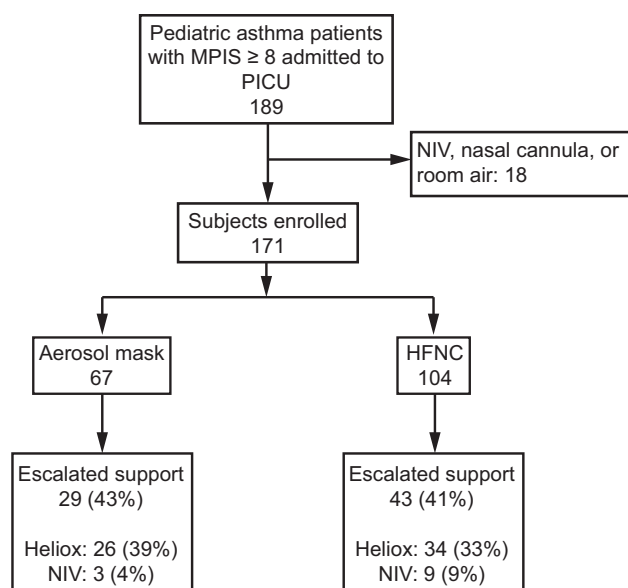 Pediatric asthma patients
with MPIS ≥ 8 admitted to
PICU
189
NIV, nasal cannula, or
room air: 18
Subjects enrolled
171
Aerosol mask
67
HFNC
104
Escalated support
29 (43%)
Heliox: 26 (39%)
NIV: 3 (4%)
Escalated support
43 (41%)
Heliox: 34 (33%)
NIV: 9 (9%)